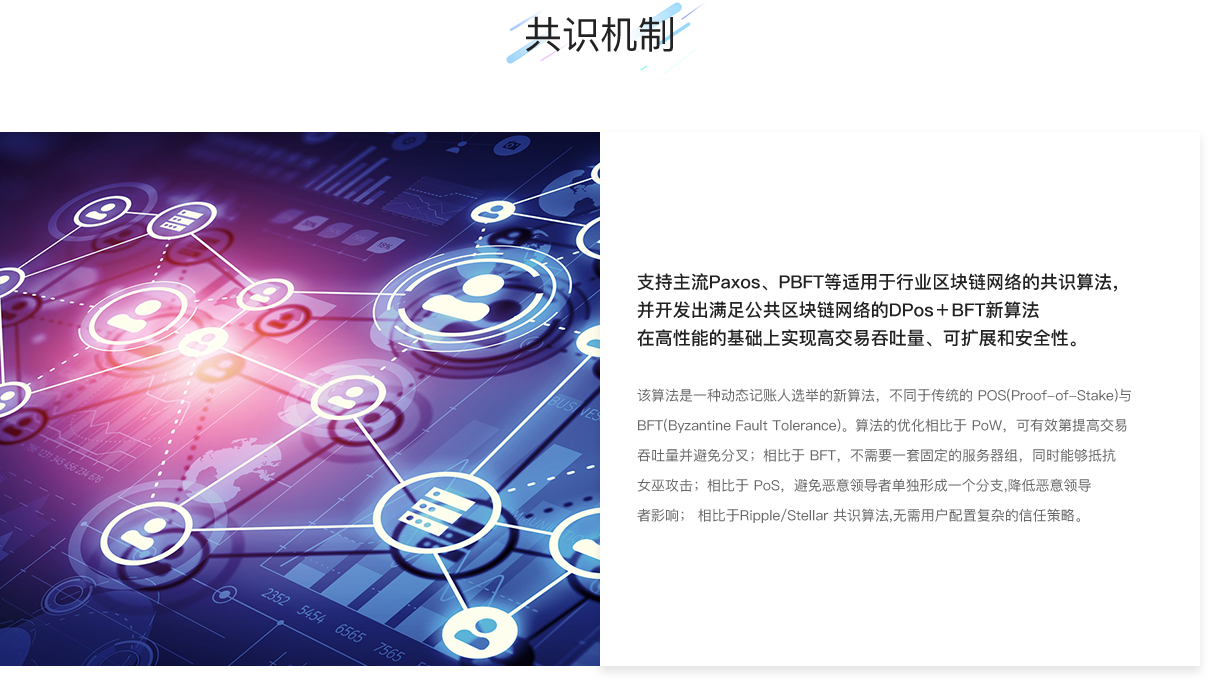 共识机制
支持主流Paxos、PBFT等适用于行业区块链网络的共识算法,
并开发出满足公共区块链网络的DPos+BFT新算法
在高性能的基础上实现高交易吞吐量、可扩展和安全性。
该算法是一种动态记账人选举的新算法，不同于传统的 POS(Proof-of-Stake)与
BFT(Byzantine Fault Tolerance)。算法的优化相比于 PoW，可有效第提高交易
吞吐量并避免分叉；相比于 BFT，不需要一套固定的服务器组，同时能够抵抗
女巫攻击；相比于 PoS，避免恶意领导者单独形成一个分支,降低恶意领导
者影响； 相比于Ripple/Stellar 共识算法,无需用户配置复杂的信任策略。
2352 5454 6565 7565